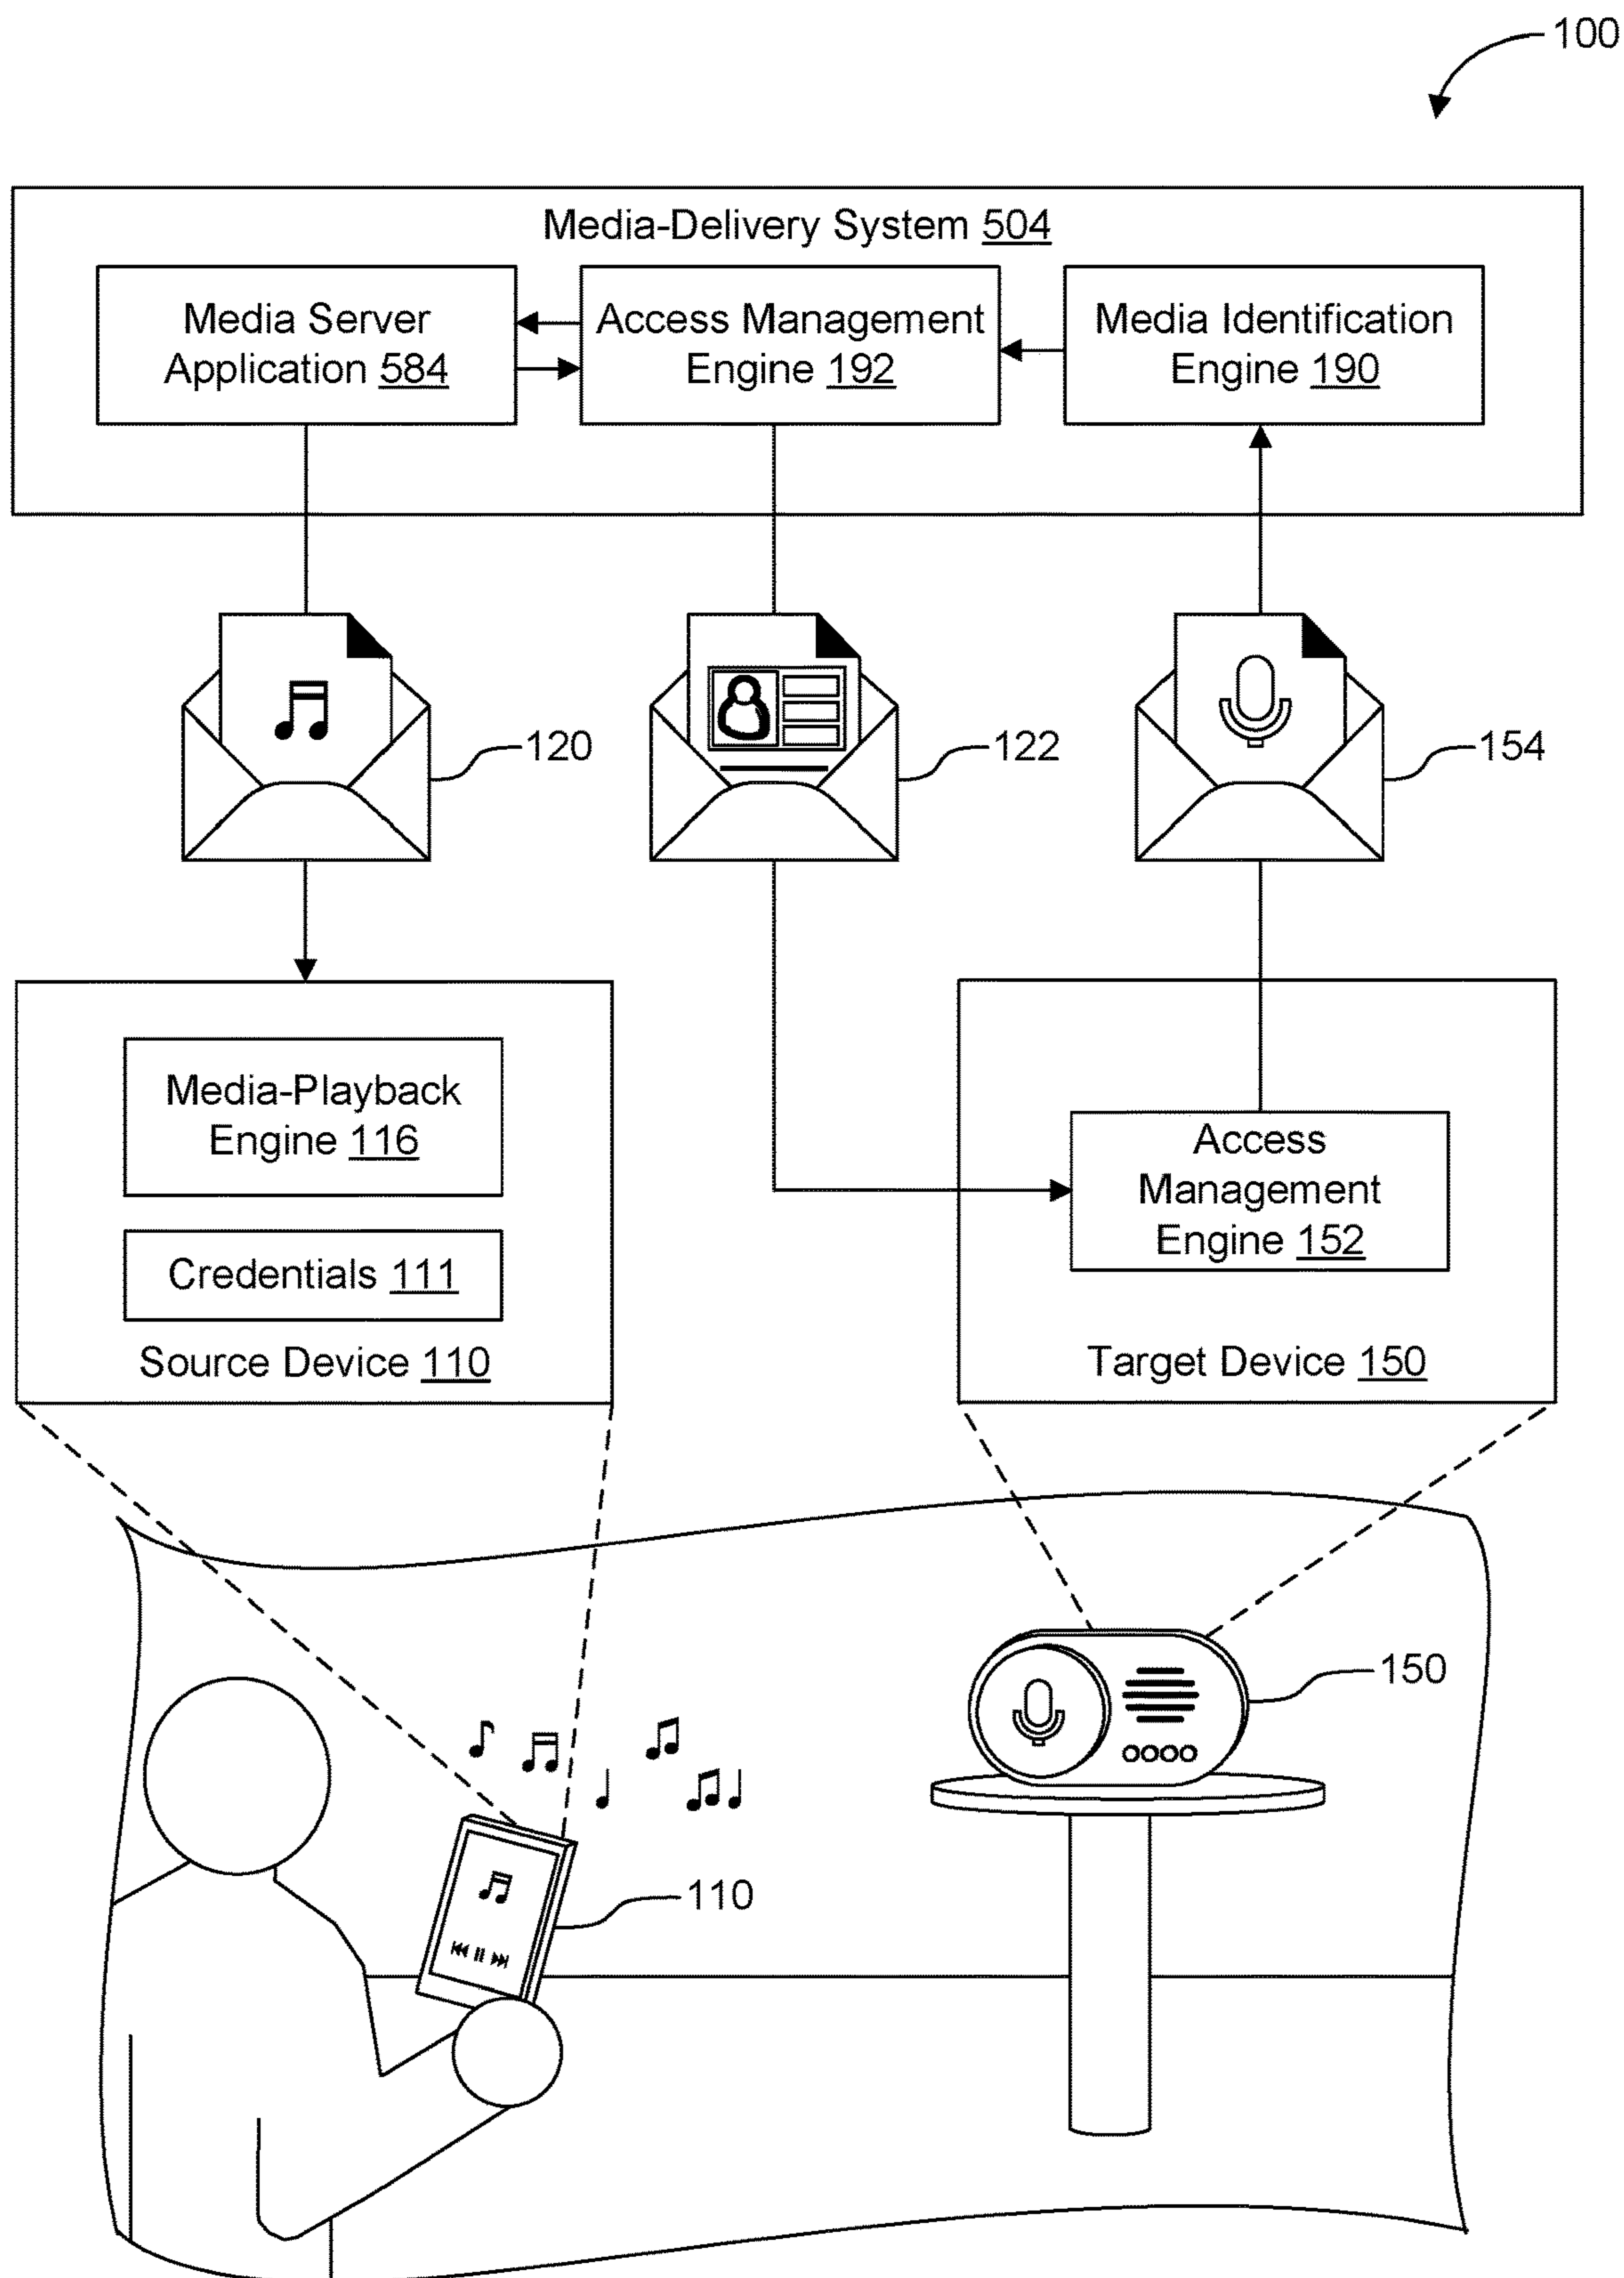 100
Media-Delivery System 504
Media Server
Application 584
Access Management
Engine 192
Media Identification
Engine 190
120
122
154
Media-Playback
Engine 116
Credentials 111
Source Device 110
Access
Management
Engine 152
Target Device 150
150
110